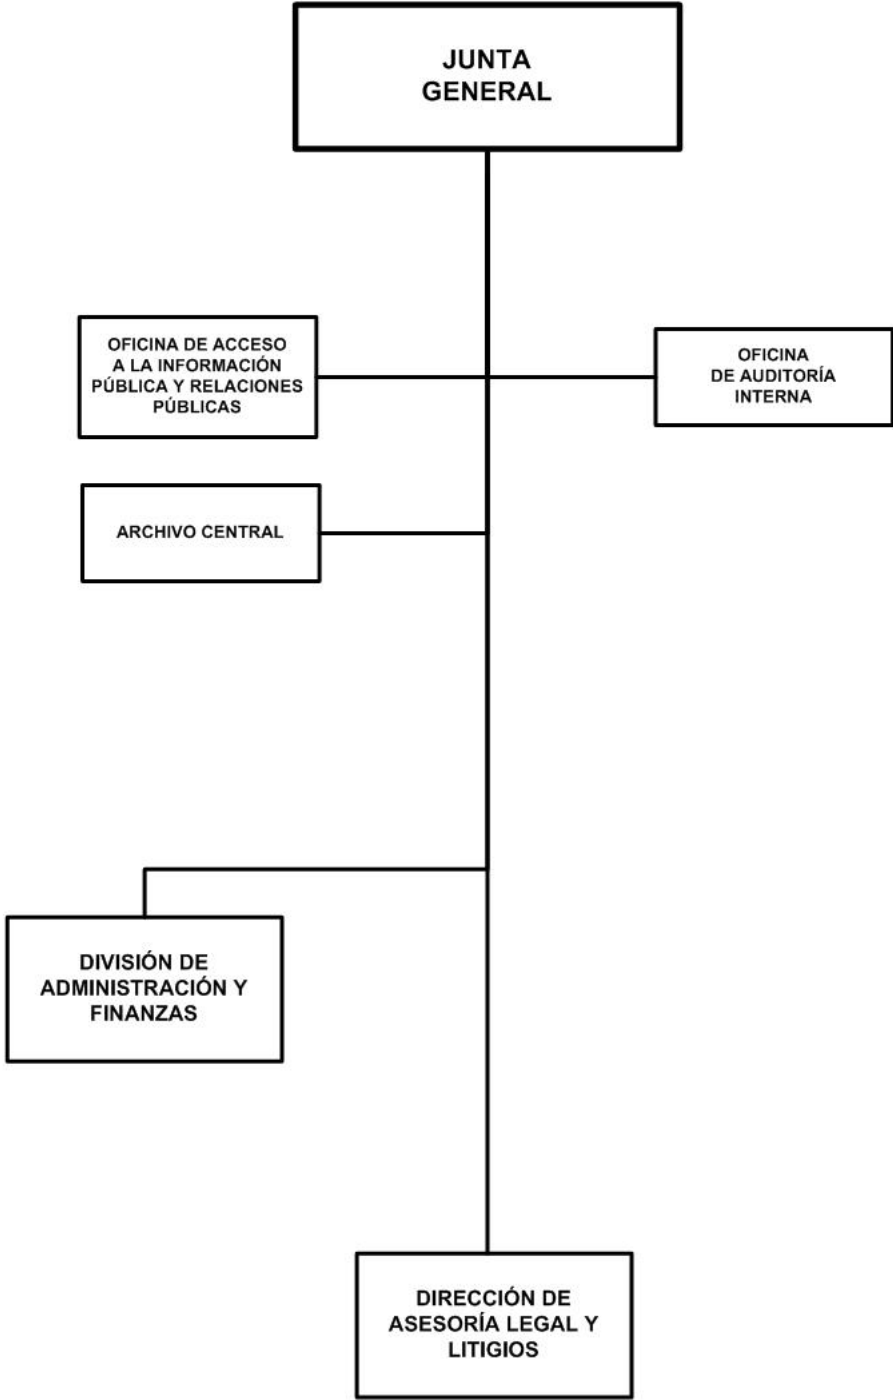 JUNTA
GENERAL
OFICINA DE ACCESO
A LA INFORMACIÓN
PÚBLICA Y RELACIONES
PÚBLICAS
OFICINA
DE AUDITORÍA
INTERNA
ARCHIVO CENTRAL
DIVISIÓN DE
ADMINISTRACIÓN Y
FINANZAS
DIRECCIÓN DE
ASESORÍA LEGAL Y
LITIGIOS